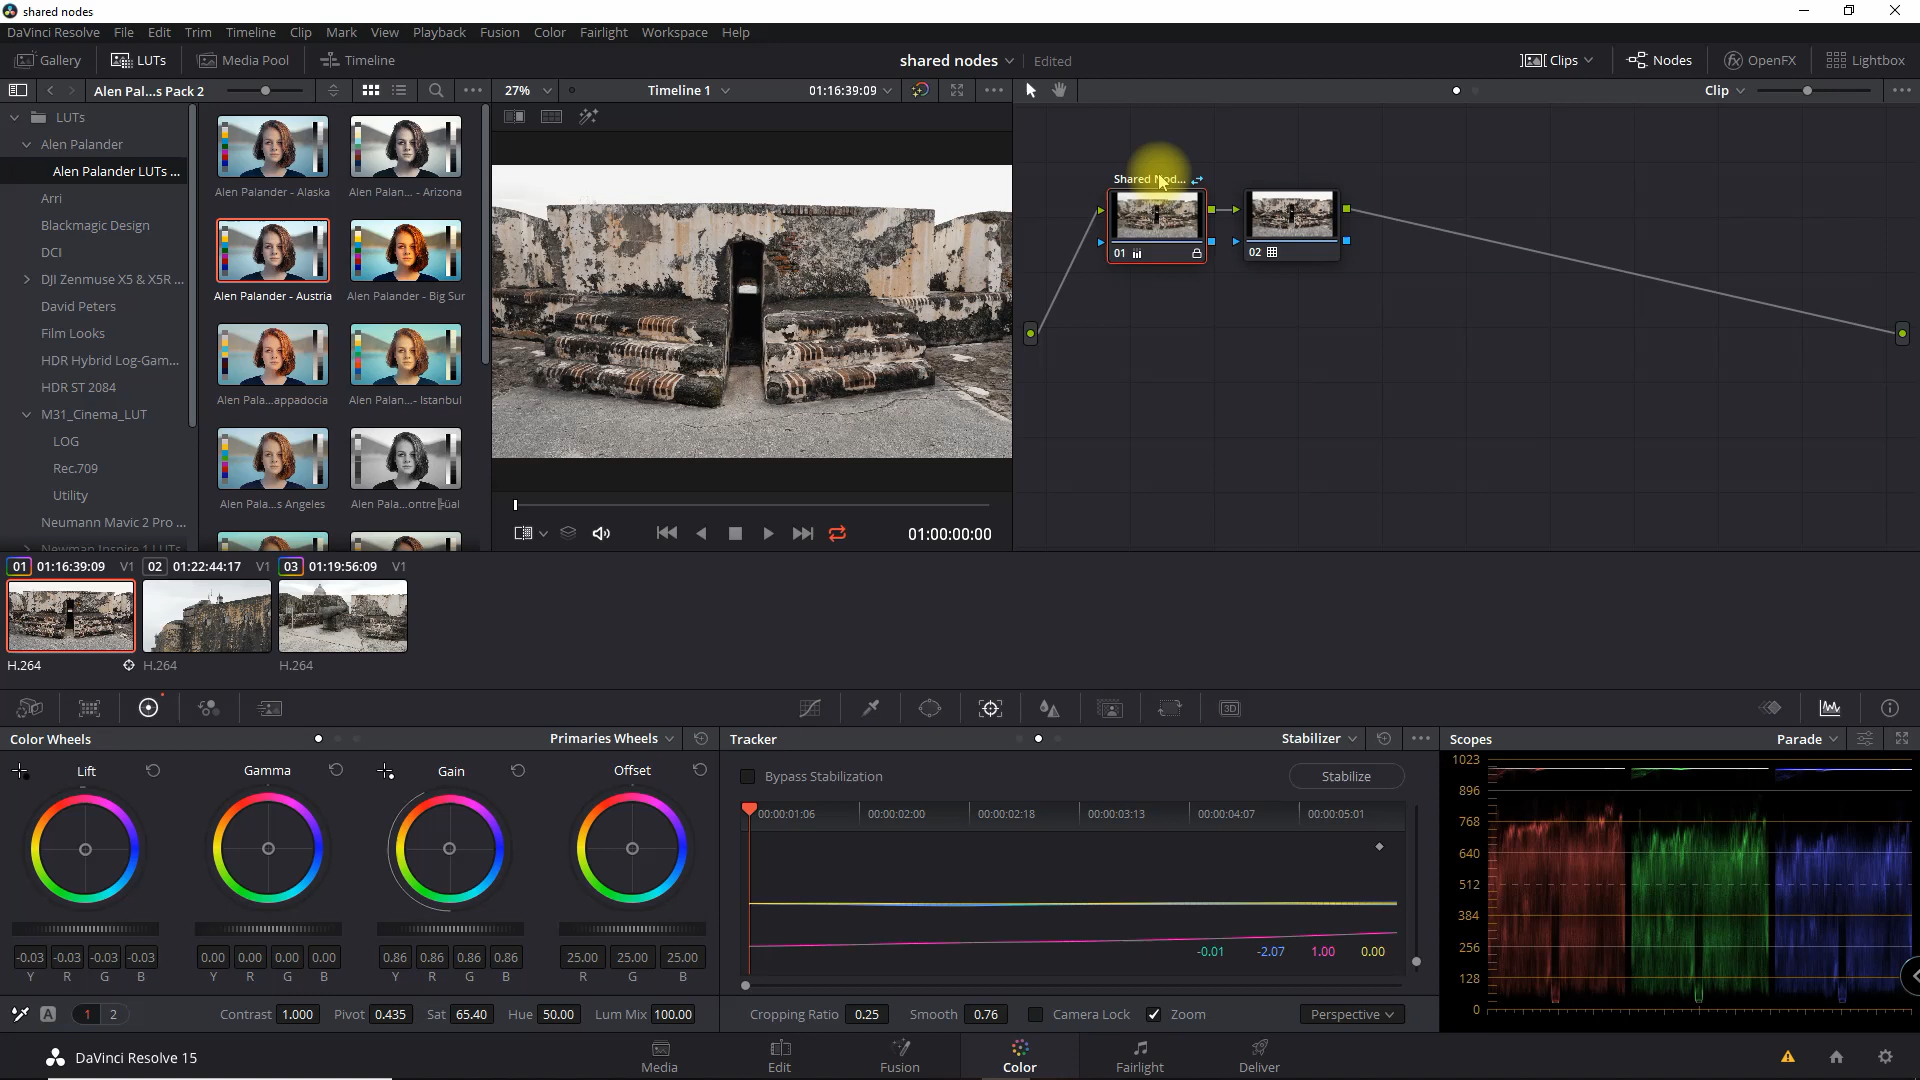 shared nodes
DaVinci Resolve File Edit Trim Timeline Clip Mark View Playback Fusion Color Fairlight Workspace Help
Gallery LUTs Media Pool Timeline shared nodes Edited Clips Nodes OpenFX Lightbox
Alen Pal...s Pack 2 27% Timeline 1 01:16:39:09 Clip
LUTs
Alen Palander
Alen Palander LUTs ...
Arri
Blackmagic Design
DCI
DJI Zenmuse X5 & X5R ...
David Peters
Film Looks
HDR Hybrid Log-Gam...
HDR ST 2084
M31_Cinema_LUT
LOG
Rec.709
Utility
Neumann Mavic 2 Pro ...
Newman Inspire 1 LUTs
Alen Palander - Alaska Alen Palan... - Arizona
Alen Palander - Austria Alen Palander - Big Sur
Alen Pala...appadocia Alen Palan...- Istanbul
Alen Pala...s Angeles
01:00:00:00
01
02
01 01:16:39:09 V1 02 01:22:44:17 V1 03 01:19:56:09 V1
H.264 H.264 H.264
3D
Color Wheels Primaries Wheels Tracker Stabilizer Scopes Parade
Lift Gamma Gain Offset
-0.03 -0.03 -0.03 -0.03 0.00 0.00 0.00 0.00 0.86 0.86 0.86 0.86 25.00 25.00 25.00
Y R G B Y R G B Y R G B R G B
A 1 2 Contrast 1.000 Pivot 0.435 Sat 65.40 Hue 50.00 Lum Mix 100.00
Bypass Stabilization Stabilize
00:00:01:06 00:00:02:00 00:00:02:18 00:00:03:13 00:00:04:07 00:00:05:01
-0.01 -2.07 1.00 0.00
Cropping Ratio 0.25 Smooth 0.76 Camera Lock Zoom Perspective
1023
896
768
640
512
384
256
128
0
DaVinci Resolve 15 Media Edit Fusion Color Fairlight Deliver